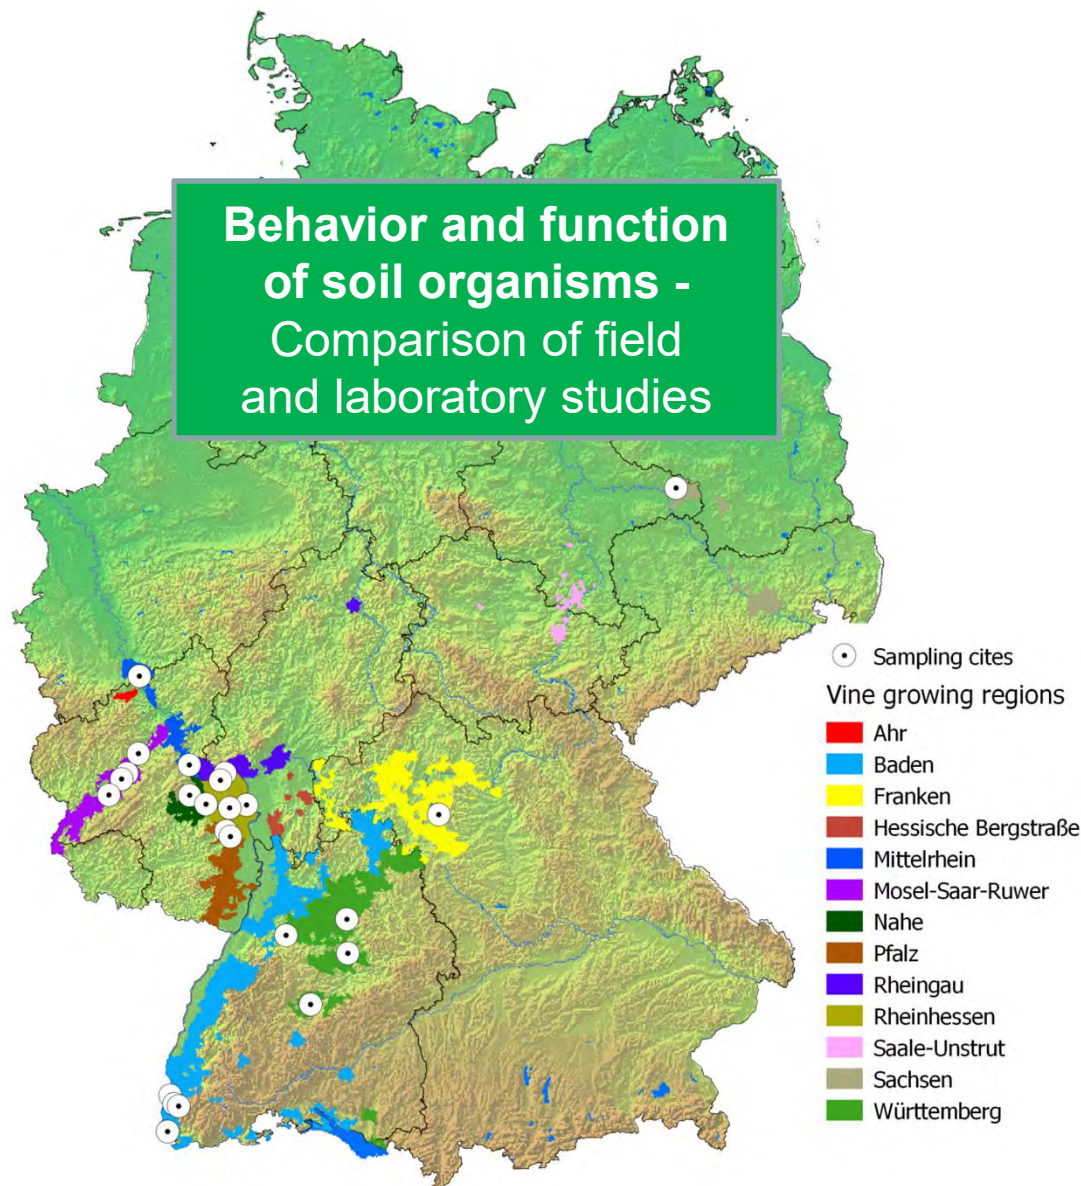 Behavior and function
of soil organisms -
Comparison of field
and laboratory studies
Sampling cites
Vine growing regions
Ahr
Baden
Franken
Hessische Bergstraße
Mittelrhein
Mosel-Saar-Ruwer
Nahe
Pfalz
Rheingau
Rheinhessen
Saale-Unstrut
Sachsen
Württemberg